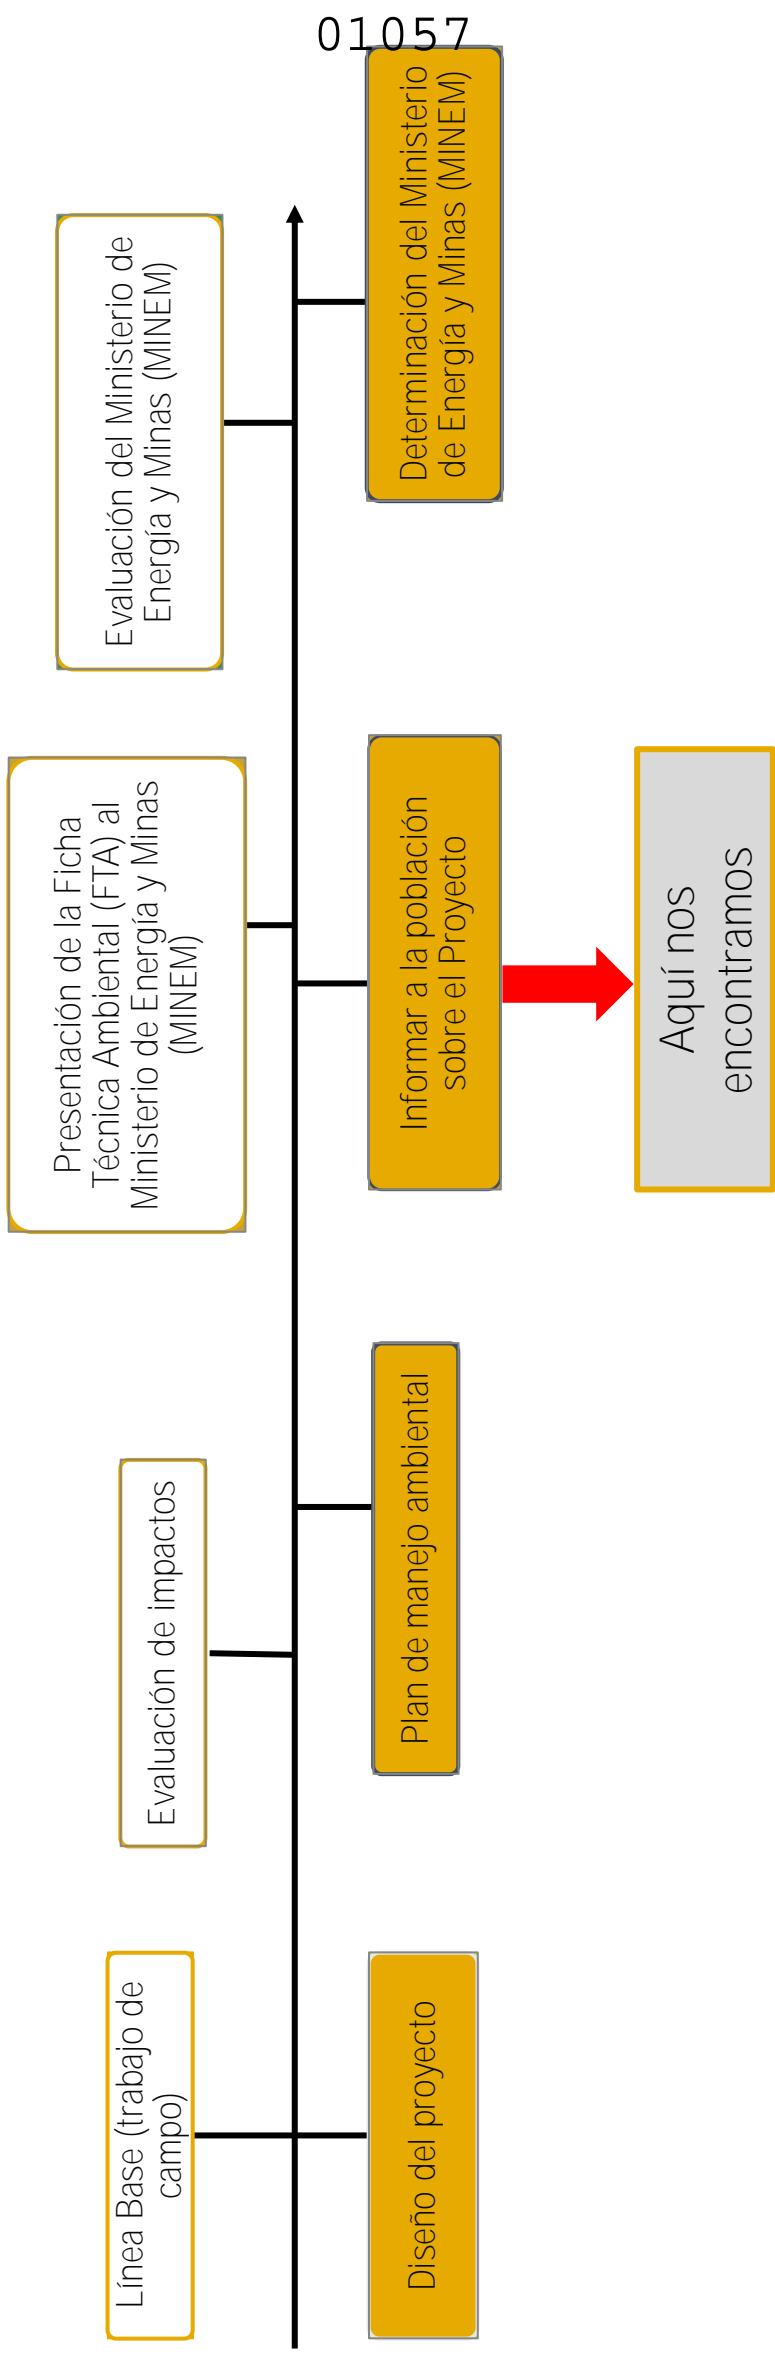 01057
Línea Base (trabajo de
campo)
Diseño del proyecto
Evaluación de impactos
Plan de manejo ambiental
Presentación de la Ficha
Técnica Ambiental (FTA) al
Ministerio de Energía y Minas
(MINEM)
Informar a la población
sobre el Proyecto
Aquí nos
encontramos
Evaluación del Ministerio de
Energía y Minas (MINEM)
Determinación del Ministerio
de Energía y Minas (MINEM)